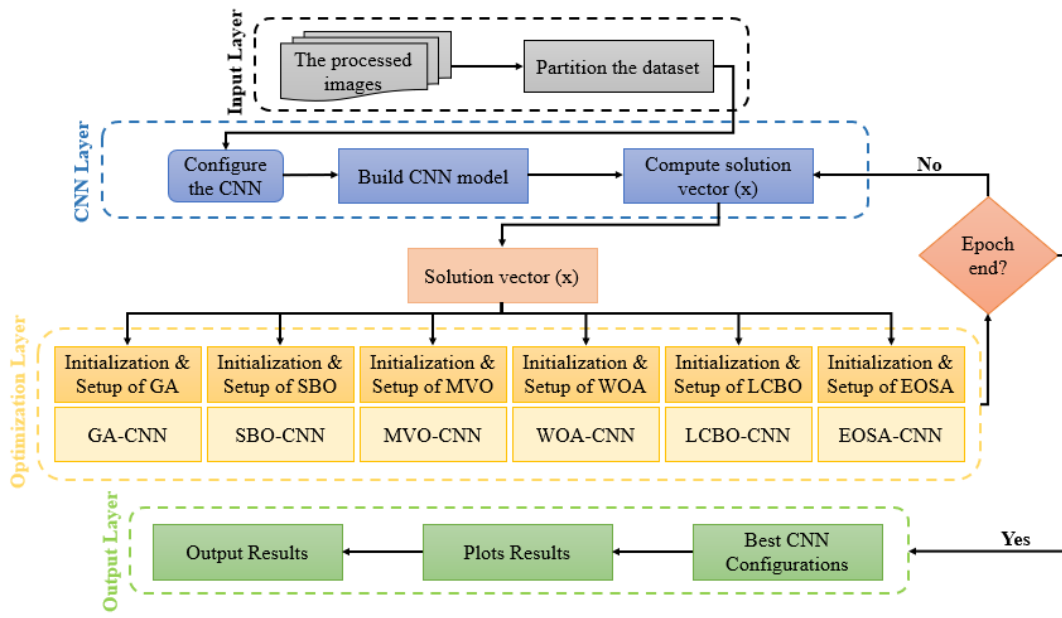 Input Layer
The processed
images
Partition the dataset
CNN Layer
Configure
the CNN
Build CNN model
Compute solution
vector (x)
No
Epoch
end?
Solution vector (x)
Optimization Layer
Initialization &
Setup of GA
Initialization &
Setup of SBO
Initialization &
Setup of MVO
Initialization &
Setup of WOA
Initialization &
Setup of LCBO
Initialization &
Setup of EOSA
GA-CNN
SBO-CNN
MVO-CNN
WOA-CNN
LCBO-CNN
EOSA-CNN
Output Layer
Output Results
Plots Results
Best CNN
Configurations
Yes